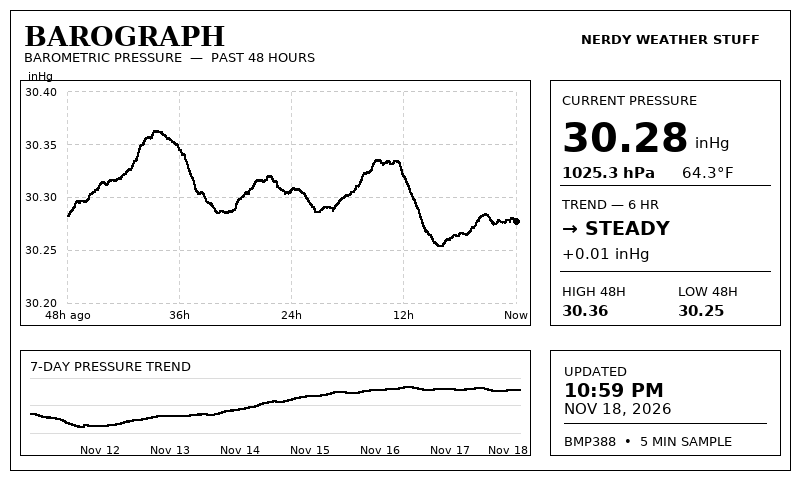 BAROGRAPH
BAROMETRIC PRESSURE — PAST 48 HOURS
NERDY WEATHER STUFF
inHg
30.40
30.35
30.30
30.25
30.20
48h ago 36h 24h 12h Now
CURRENT PRESSURE
30.28 inHg
1025.3 hPa 64.3°F
TREND — 6 HR
→ STEADY
+0.01 inHg
HIGH 48H LOW 48H
30.36 30.25
7-DAY PRESSURE TREND
Nov 12 Nov 13 Nov 14 Nov 15 Nov 16 Nov 17 Nov 18
UPDATED
10:59 PM
NOV 18, 2026
BMP388 • 5 MIN SAMPLE